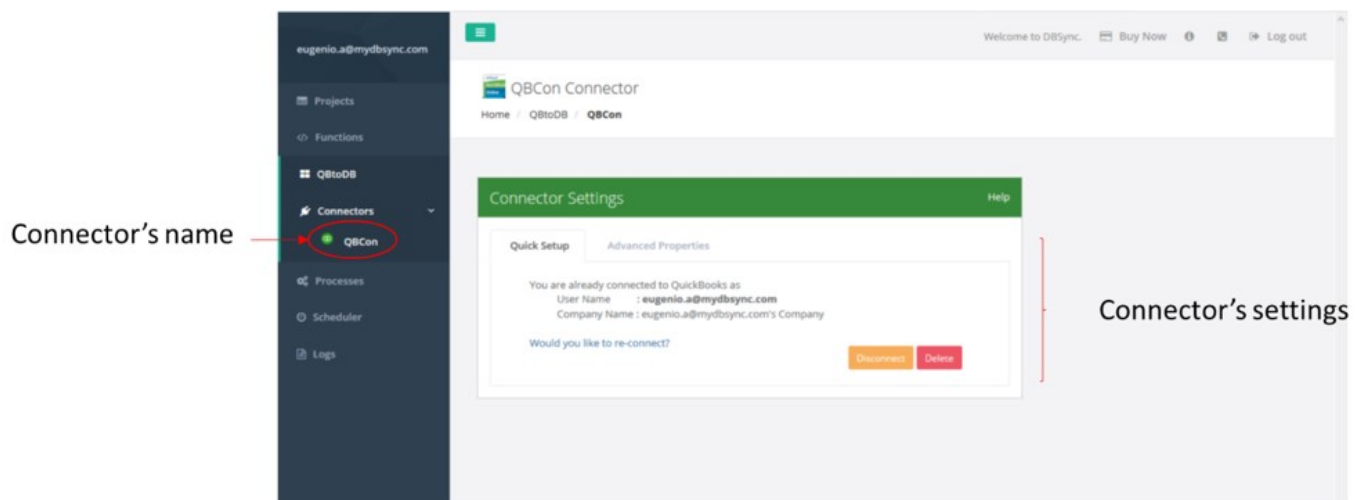 eugenio.a@mydbsync.com
Welcome to DBSync. Buy Now Log out
QBCon Connector
Projects
Home / QBtoDB / QBCon
Functions
QBtoDB
Connector Settings Help
Connectors
Connector's name
QBCon
Quick Setup Advanced Properties
Processes
You are already connected to QuickBooks as
User Name : eugenio.a@mydbsync.com
Company Name : eugenio.a@mydbsync.com's Company
Connector's settings
Scheduler
Would you like to re-connect?
Logs
Disconnect Delete